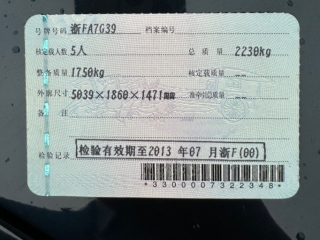 号牌号码 浙FA7G39 档案编号
核定载人数 5人 总质量 2230kg
整备质量 1750kg 核定载质量 --
外廓尺寸 5039×1860×1471mm 准牵引总质量 --
备注
检验记录 检验有效期至2013 年07 月浙F(00)
*3300007322348*